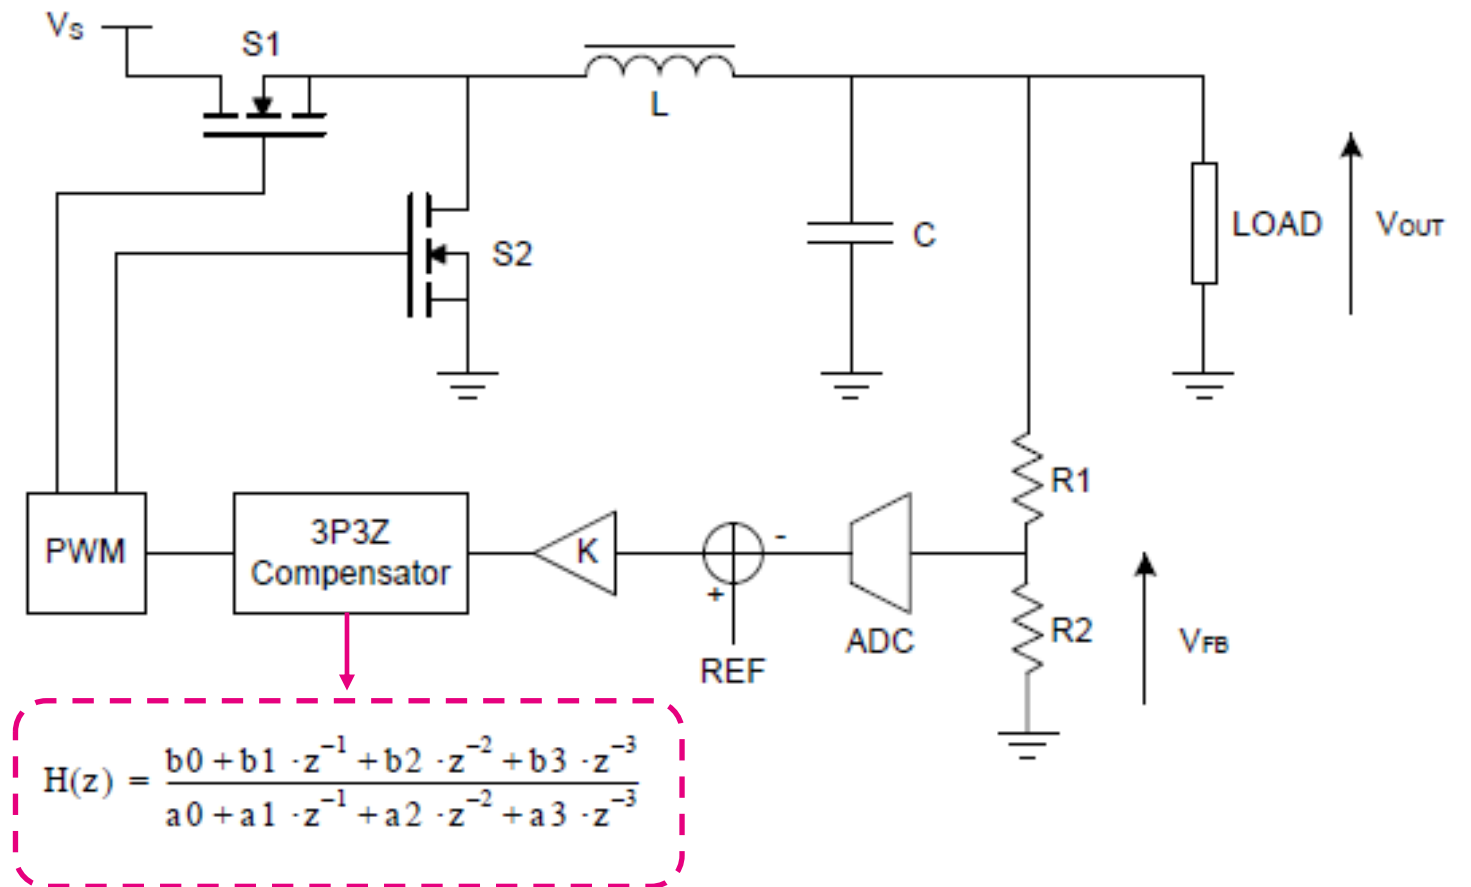 Vs
S1
L
S2
C
LOAD
VOUT
R1
PWM
3P3Z
Compensator
K
-
+
REF
ADC
R2
VFB
H(z) = (b0 + b1 · z^-1 + b2 · z^-2 + b3 · z^-3) / (a0 + a1 · z^-1 + a2 · z^-2 + a3 · z^-3)